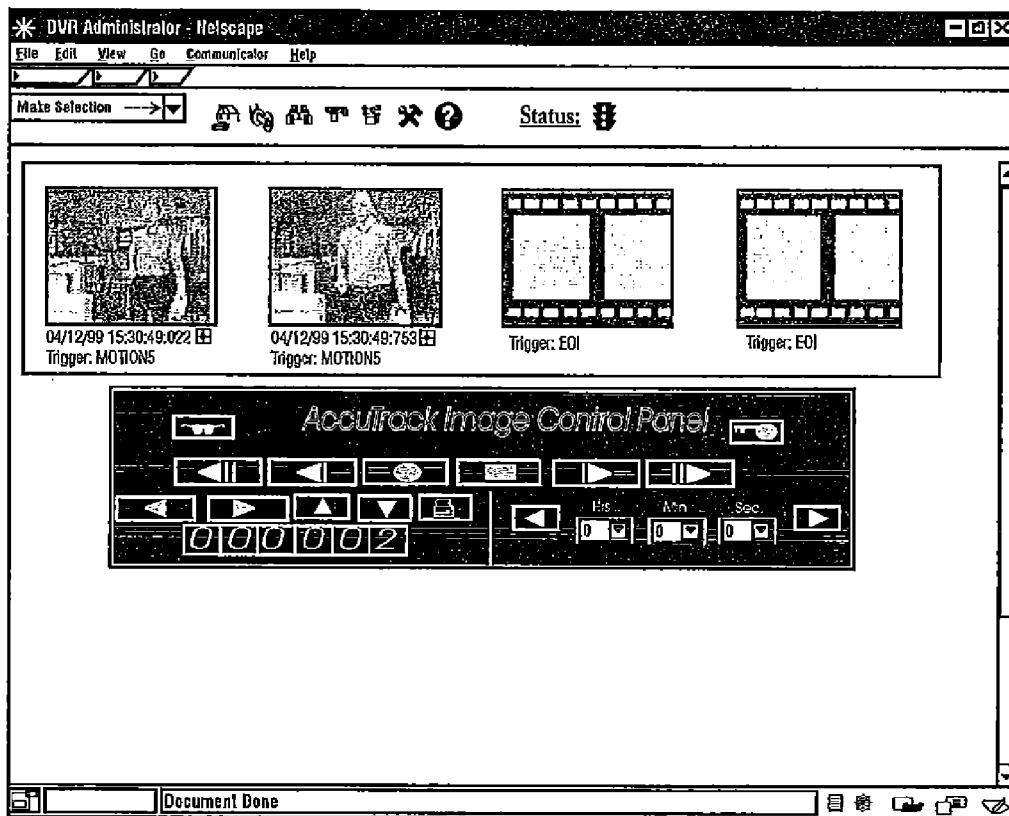 DVR Administrator - Netscape
File Edit View Go Communicator Help
Make Selection --->
Status:
04/12/99 15:30:49:022
Trigger: MOTION5
04/12/99 15:30:49:753
Trigger: MOTION5
Trigger: EOI
Trigger: EOI
AccuTrack Image Control Panel
Hrs. Min. Sec.
000002
0 0 0
Document Done